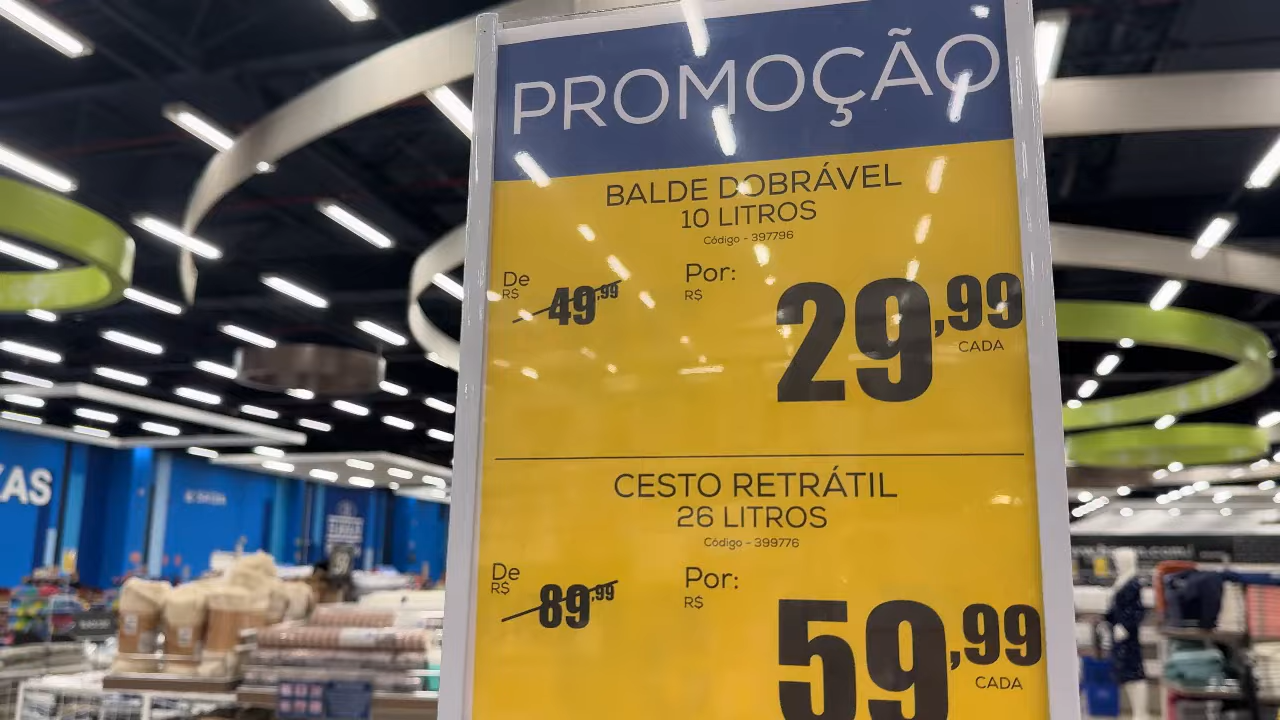 PROMOÇÃO
BALDE DOBRÁVEL
10 LITROS
Código - 397796
De
R$ 49,99
Por:
R$ 29,99
CADA
CESTO RETRÁTIL
26 LITROS
Código - 399776
De
R$ 89,99
Por:
R$ 59,99
CADA
XAS